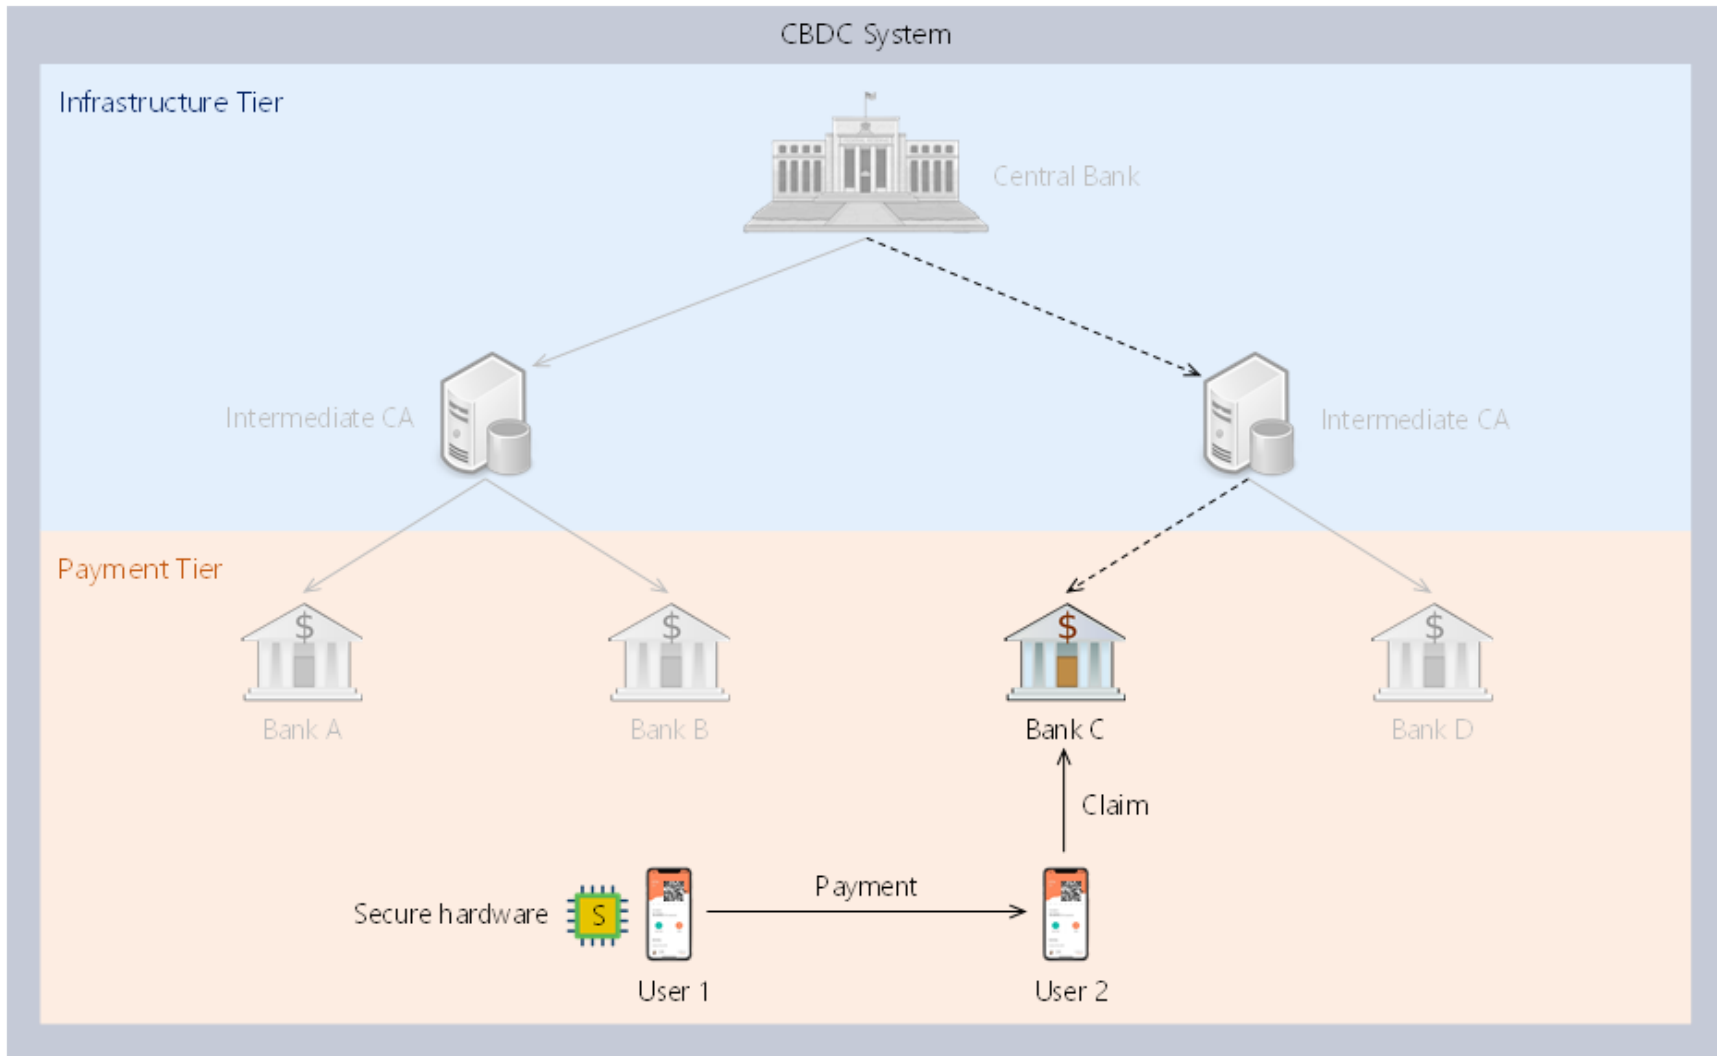 CBDC System
Infrastructure Tier
Central Bank
Intermediate CA
Intermediate CA
Payment Tier
$
$
$
$
Bank A
Bank B
Bank C
Bank D
Claim
Payment
Secure hardware
S
User 1
User 2